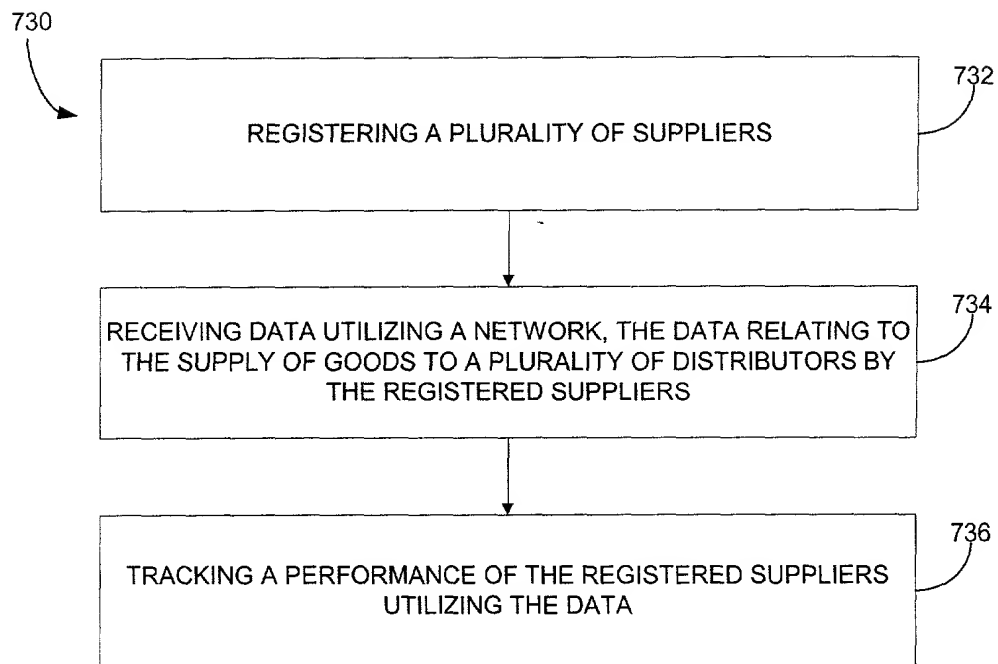 730
732
REGISTERING A PLURALITY OF SUPPLIERS
734
RECEIVING DATA UTILIZING A NETWORK, THE DATA RELATING TO
THE SUPPLY OF GOODS TO A PLURALITY OF DISTRIBUTORS BY
THE REGISTERED SUPPLIERS
736
TRACKING A PERFORMANCE OF THE REGISTERED SUPPLIERS
UTILIZING THE DATA